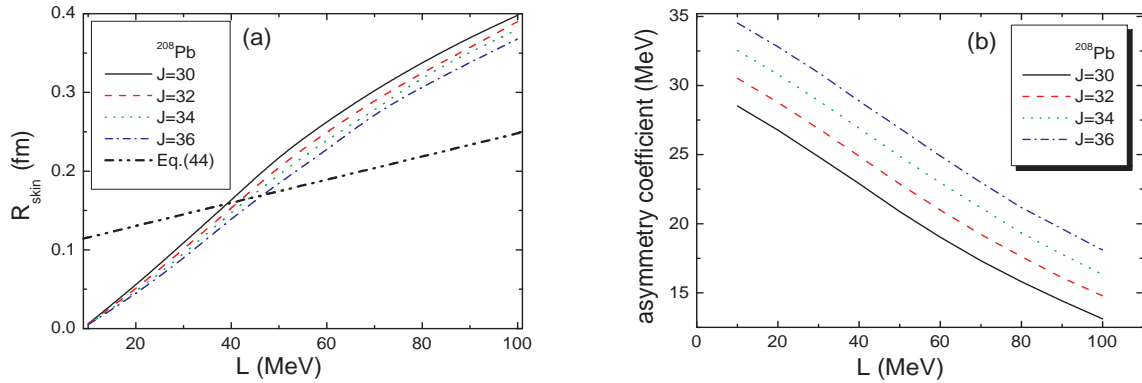 (a)
²⁰⁸Pb
J=30
J=32
J=34
J=36
Eq.(44)
0.4
0.3
0.2
0.1
0.0
R_skin (fm)
20 40 60 80 100
L (MeV)
(b)
²⁰⁸Pb
J=30
J=32
J=34
J=36
35
30
25
20
15
asymmetry coefficient (MeV)
0 20 40 60 80 100
L (MeV)